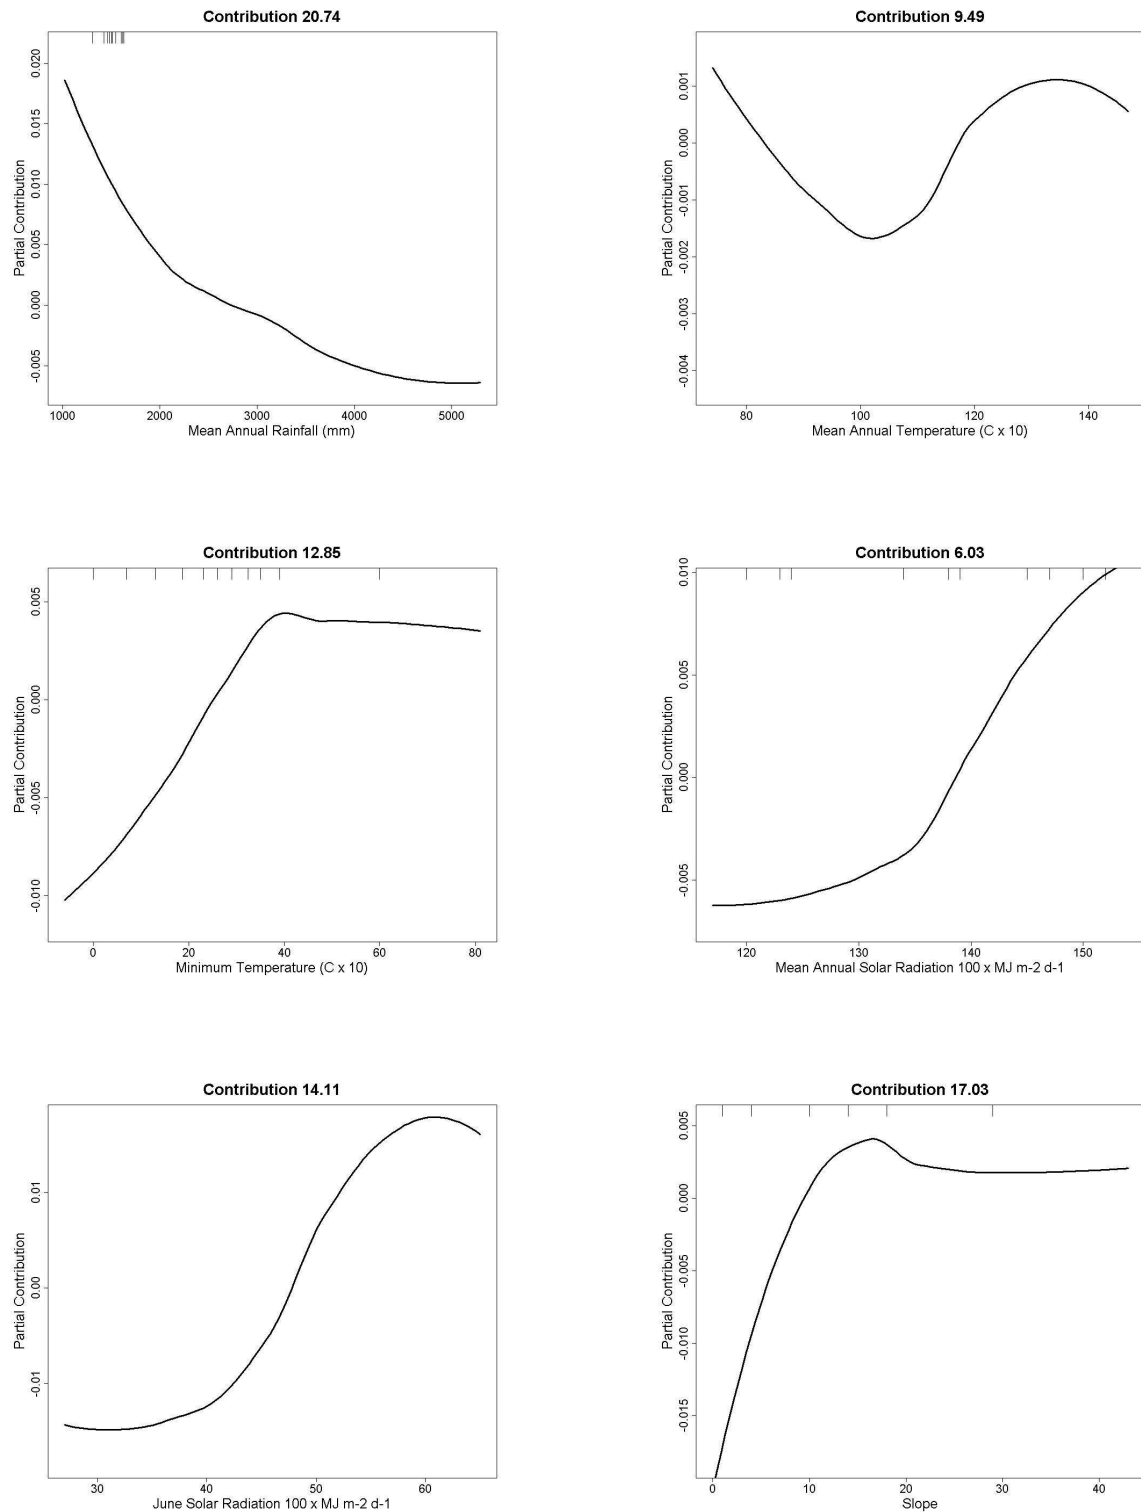 Contribution 20.74
Partial Contribution
0.020
0.015
0.010
0.005
0.000
-0.005
1000 2000 3000 4000 5000
Mean Annual Rainfall (mm)
Contribution 9.49
Partial Contribution
0.001
0.000
-0.001
-0.002
-0.003
-0.004
80 100 120 140
Mean Annual Temperature (C x 10)
Contribution 12.85
Partial Contribution
0.005
0.000
-0.005
-0.010
0 20 40 60 80
Minimum Temperature (C x 10)
Contribution 6.03
Partial Contribution
0.010
0.005
0.000
-0.005
120 130 140 150
Mean Annual Solar Radiation 100 x MJ m-2 d-1
Contribution 14.11
Partial Contribution
0.01
0.00
-0.01
30 40 50 60
June Solar Radiation 100 x MJ m-2 d-1
Contribution 17.03
Partial Contribution
0.005
0.000
-0.005
-0.010
-0.015
0 10 20 30 40
Slope